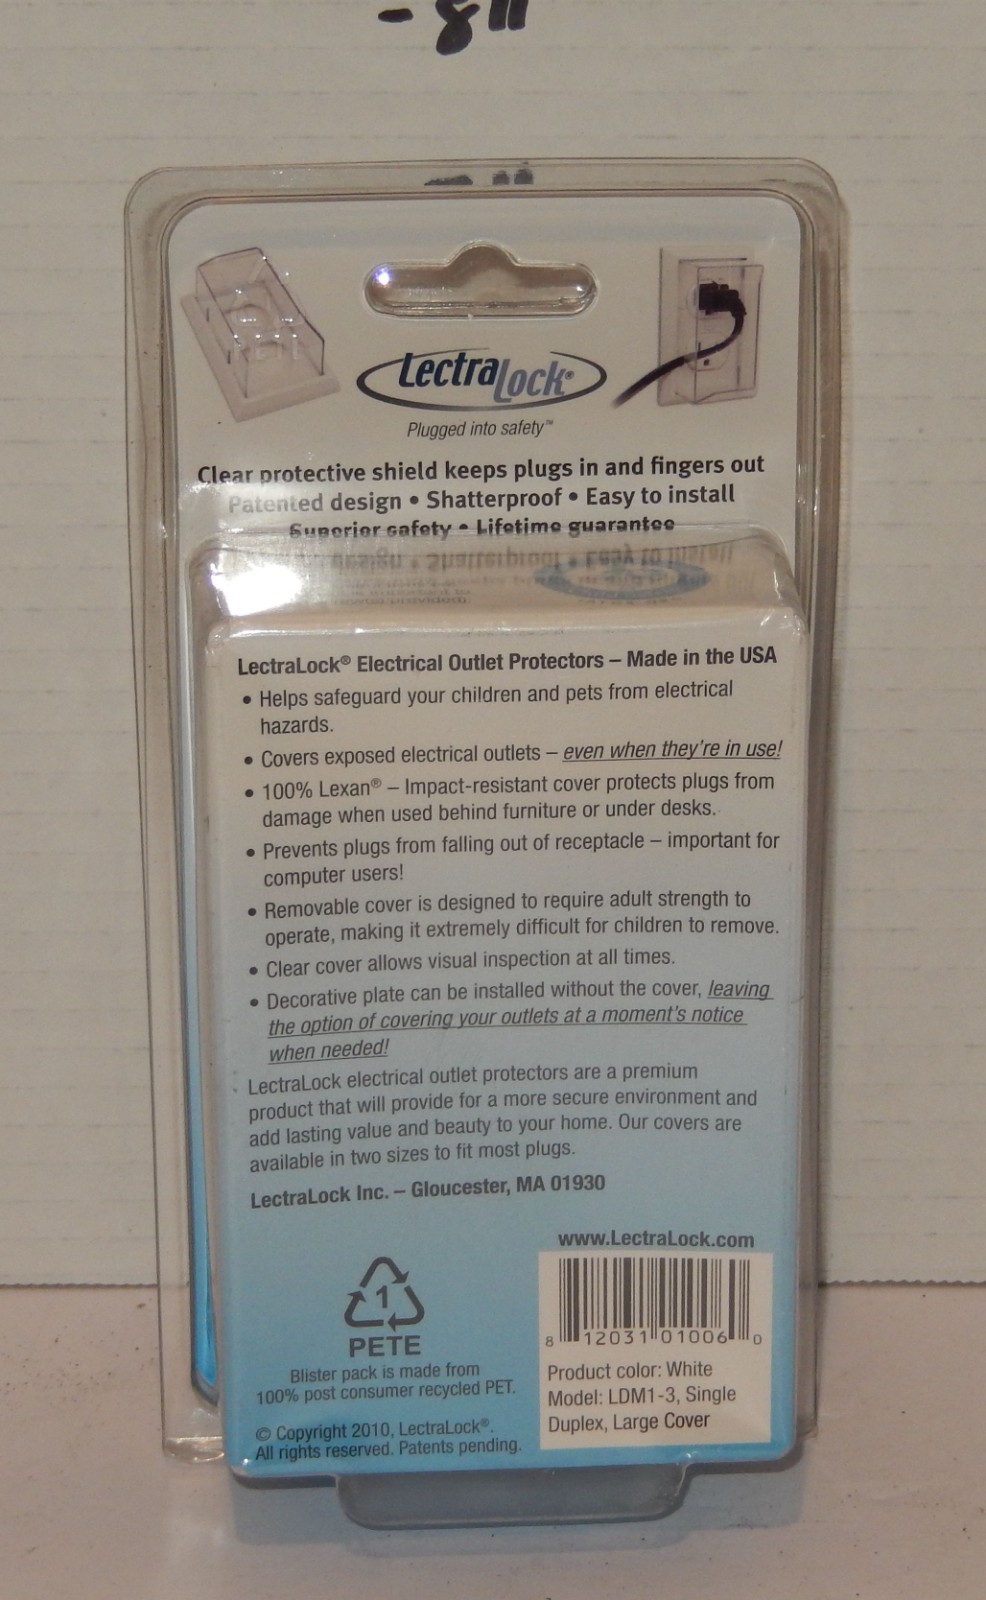 -8"
LectraLock®
Plugged into safety™
Clear protective shield keeps plugs in and fingers out
Patented design • Shatterproof • Easy to install
Superior safety • Lifetime guarantee
LectraLock® Electrical Outlet Protectors – Made in the USA
• Helps safeguard your children and pets from electrical
hazards.
• Covers exposed electrical outlets – even when they're in use!
• 100% Lexan® – Impact-resistant cover protects plugs from
damage when used behind furniture or under desks.
• Prevents plugs from falling out of receptacle – important for
computer users!
• Removable cover is designed to require adult strength to
operate, making it extremely difficult for children to remove.
• Clear cover allows visual inspection at all times.
• Decorative plate can be installed without the cover, leaving
the option of covering your outlets at a moment's notice
when needed!
LectraLock electrical outlet protectors are a premium
product that will provide for a more secure environment and
add lasting value and beauty to your home. Our covers are
available in two sizes to fit most plugs.
LectraLock Inc. – Gloucester, MA 01930
www.LectraLock.com
1
PETE
Blister pack is made from
100% post consumer recycled PET.
© Copyright 2010, LectraLock®.
All rights reserved. Patents pending.
8 12031 01006 0
Product color: White
Model: LDM1-3, Single
Duplex, Large Cover